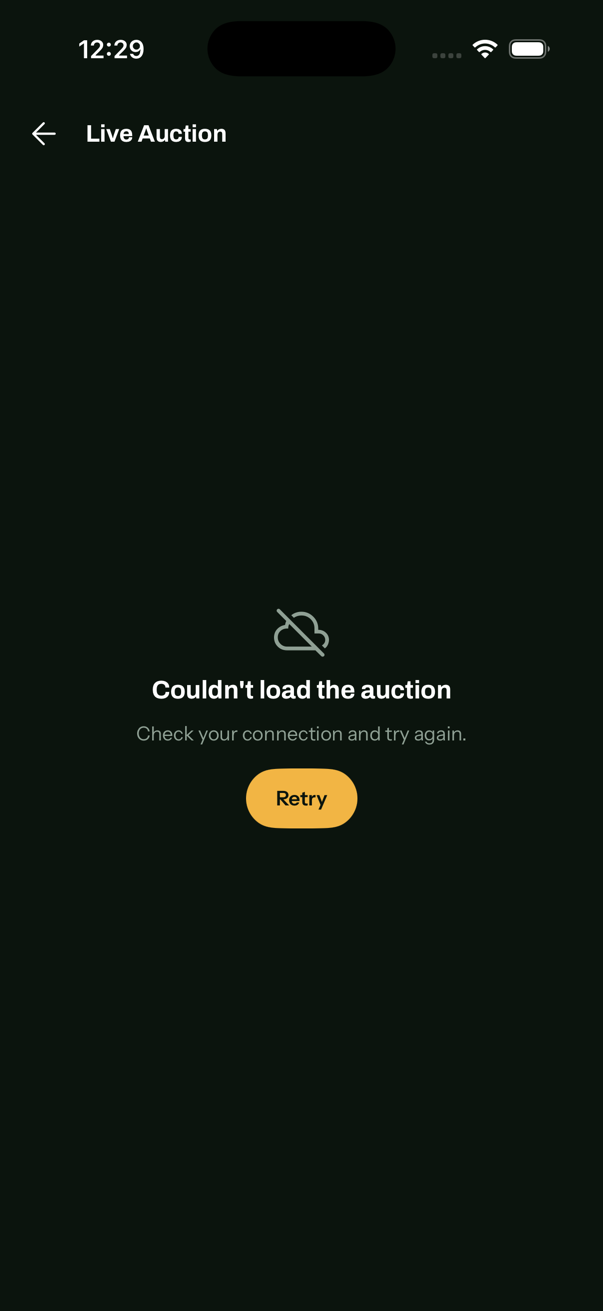 12:29
Live Auction
Couldn't load the auction
Check your connection and try again.
Retry